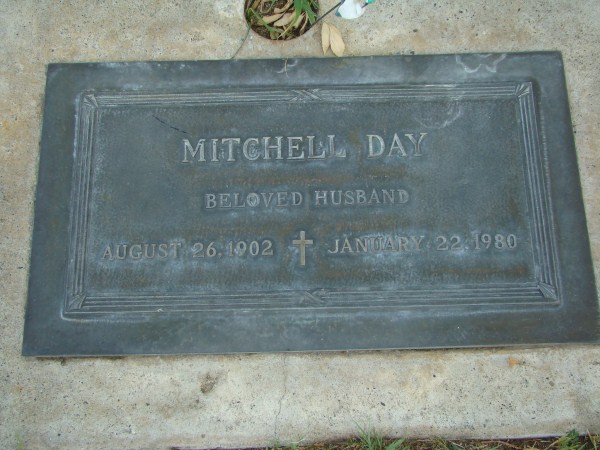 MITCHELL DAY
BELOVED HUSBAND
AUGUST 26, 1902 ✝ JANUARY 22, 1980